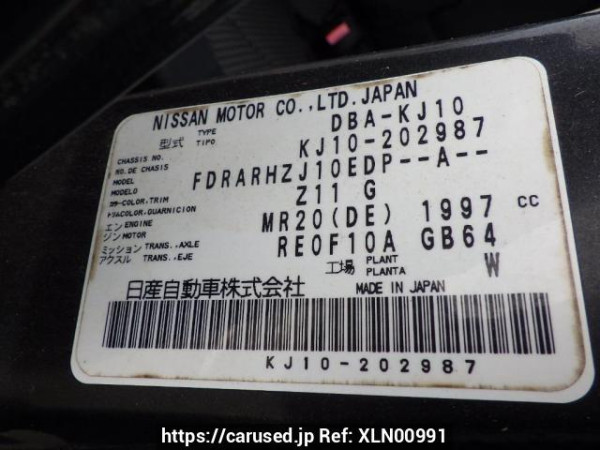 NISSAN MOTOR CO.,LTD.JAPAN
型式 TYPE TIPO DBA-KJ10
CHASSIS NO. NO.DE CHASIS KJ10-202987
MODEL MODELO FDRARHZJ10EDP--A--
COLOR,TRIM COLOR,GUARNICION Z11 G
エンジン ENGINE MOTOR MR20(DE) 1997 cc
ミッション TRANS.,AXLE アクスル TRANS.,EJE RE0F10A GB64
工場 PLANT PLANTA W
日産自動車株式会社 MADE IN JAPAN
KJ10-202987
https://carused.jp Ref: XLN00991